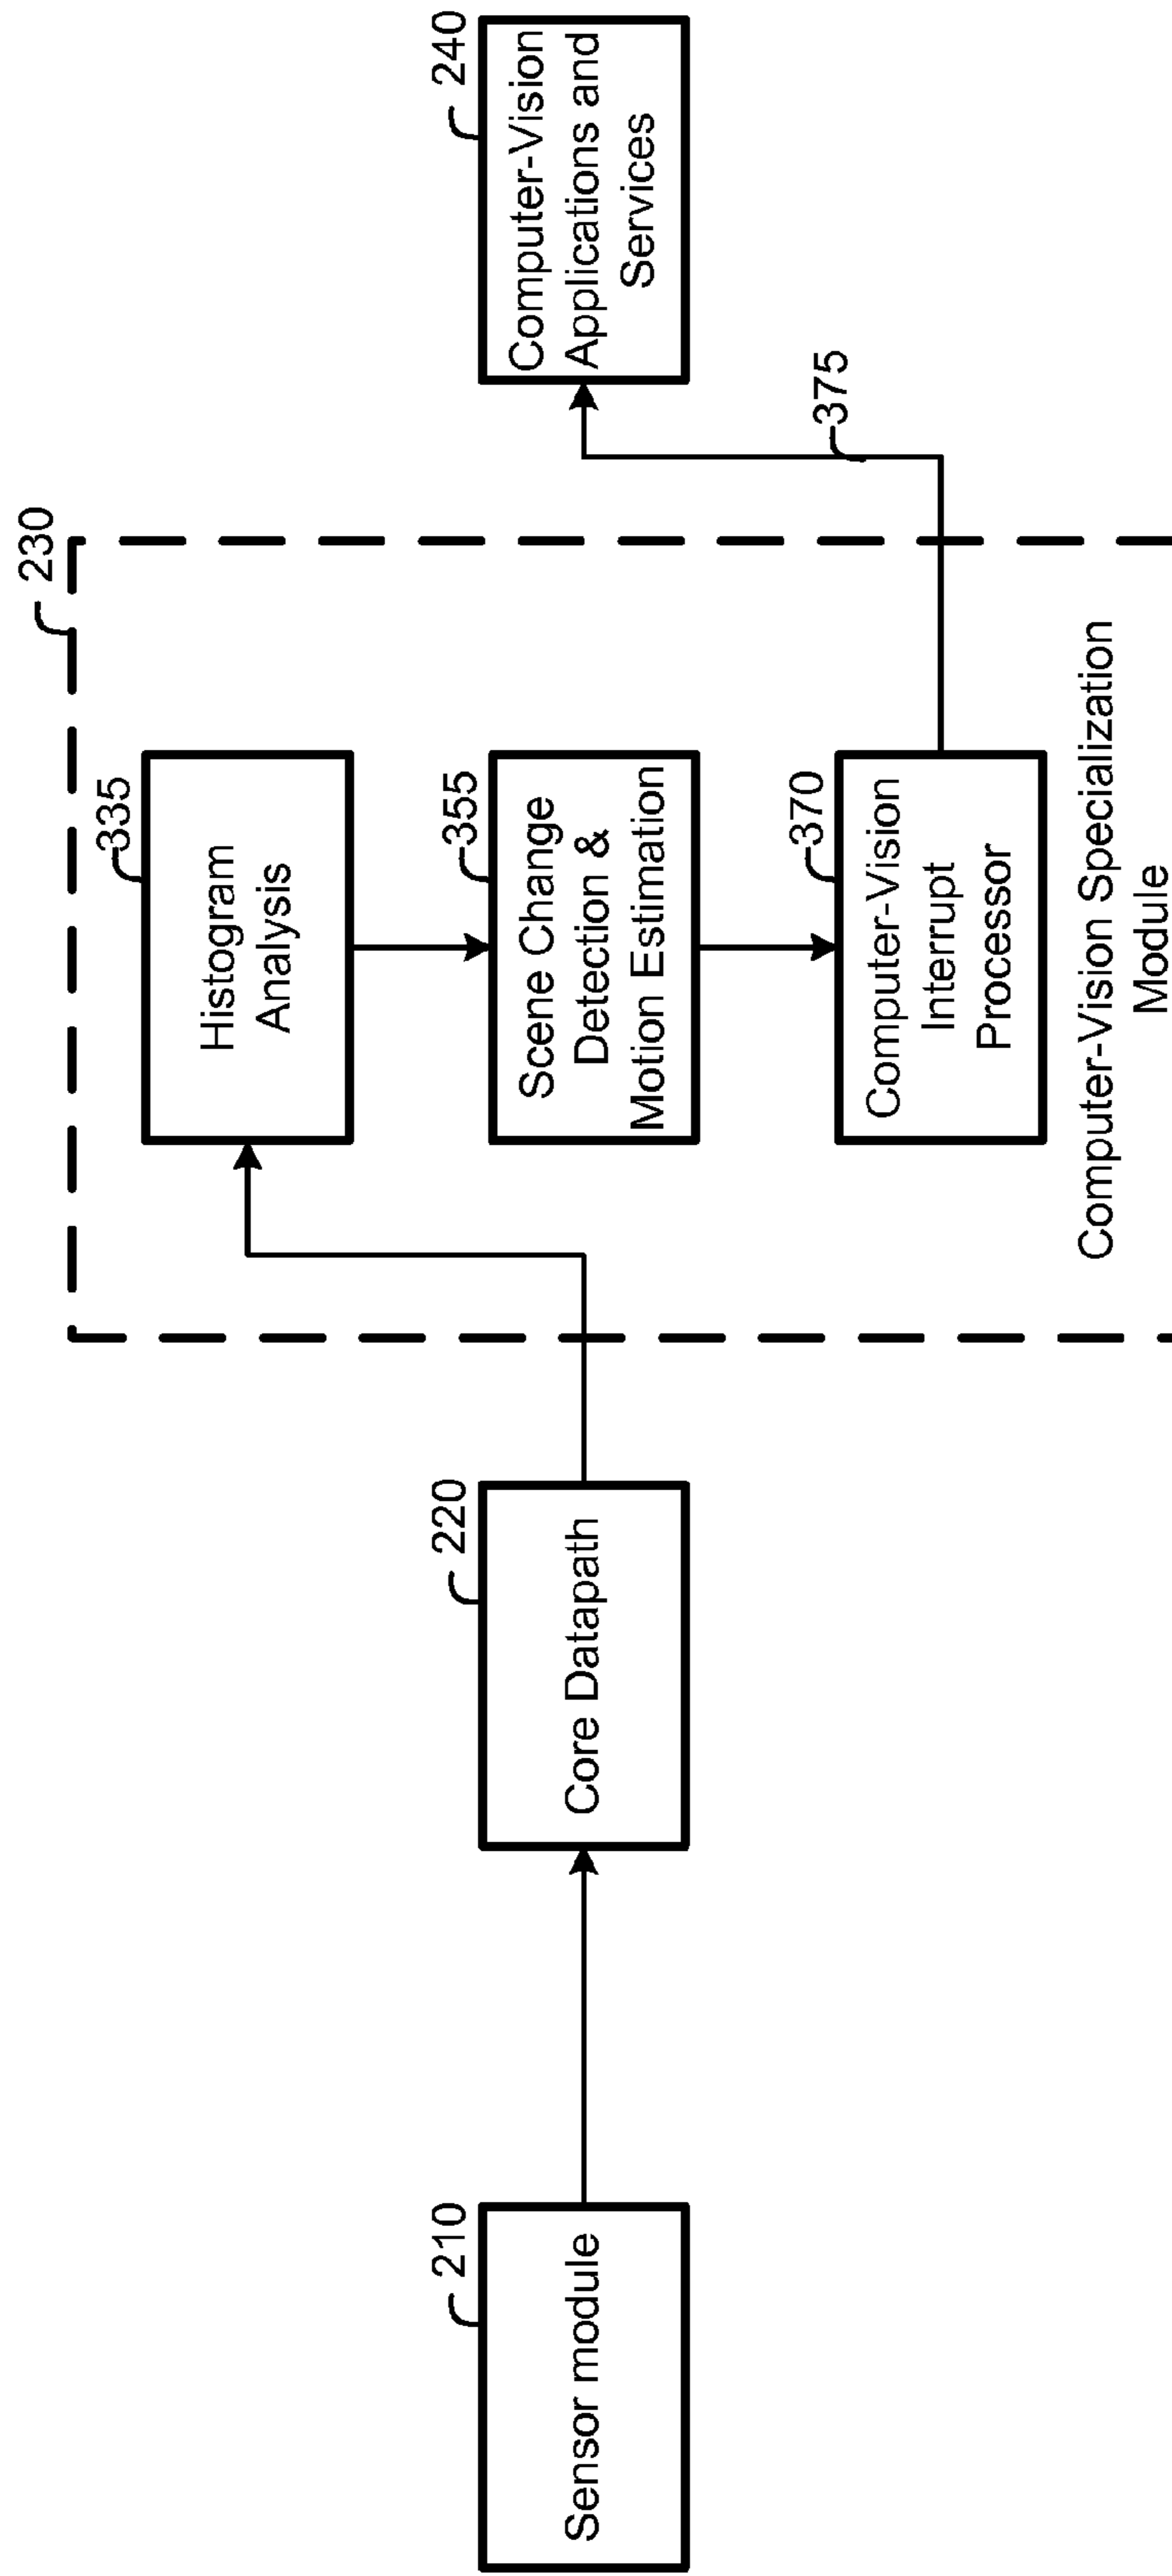 210
Sensor module
220
Core Datapath
230
335
Histogram
Analysis
355
Scene Change
Detection &
Motion Estimation
370
Computer-Vision
Interrupt
Processor
Computer-Vision Specialization
Module
375
240
Computer-Vision
Applications and
Services